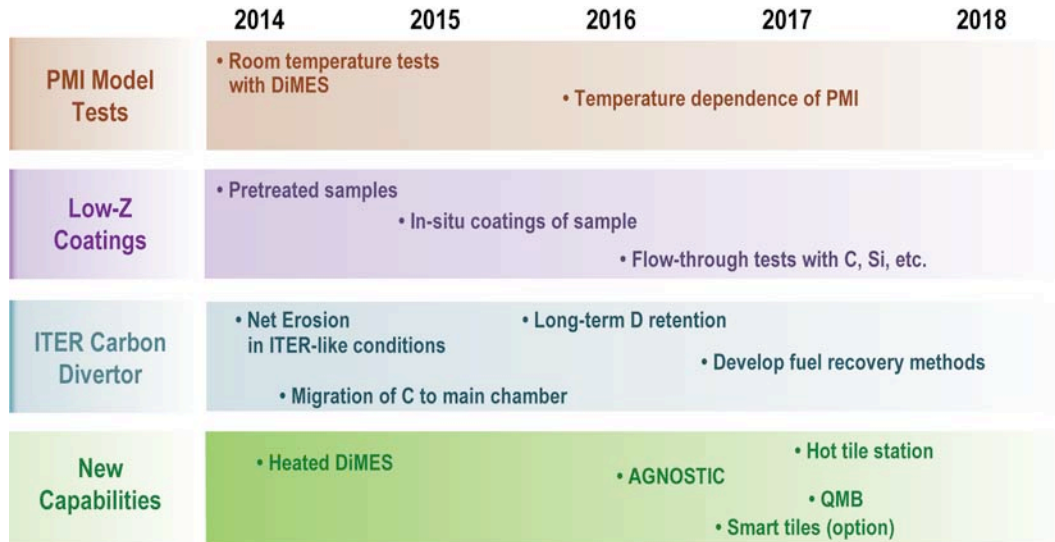 2014 2015 2016 2017 2018
PMI Model
Tests
• Room temperature tests
with DiMES
• Temperature dependence of PMI
Low-Z
Coatings
• Pretreated samples
• In-situ coatings of sample
• Flow-through tests with C, Si, etc.
ITER Carbon
Divertor
• Net Erosion
in ITER-like conditions
• Long-term D retention
• Develop fuel recovery methods
• Migration of C to main chamber
New
Capabilities
• Heated DiMES
• Hot tile station
• AGNOSTIC
• QMB
• Smart tiles (option)